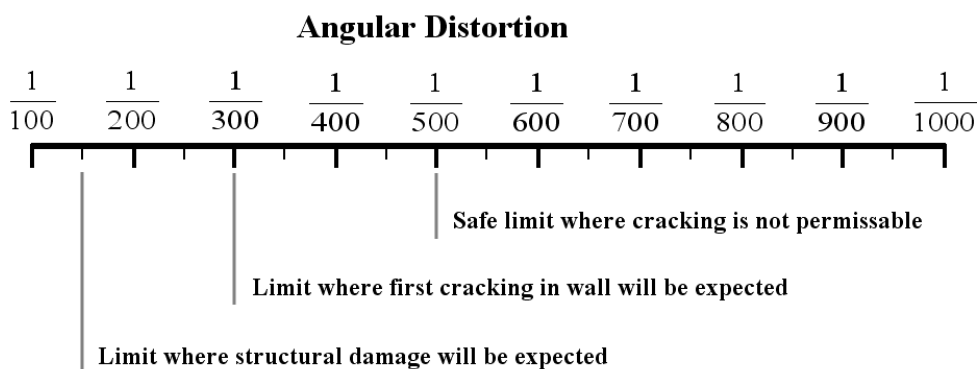 Angular Distortion
1 1 1 1 1 1 1 1 1 1
100 200 300 400 500 600 700 800 900 1000
Safe limit where cracking is not permissable
Limit where first cracking in wall will be expected
Limit where structural damage will be expected